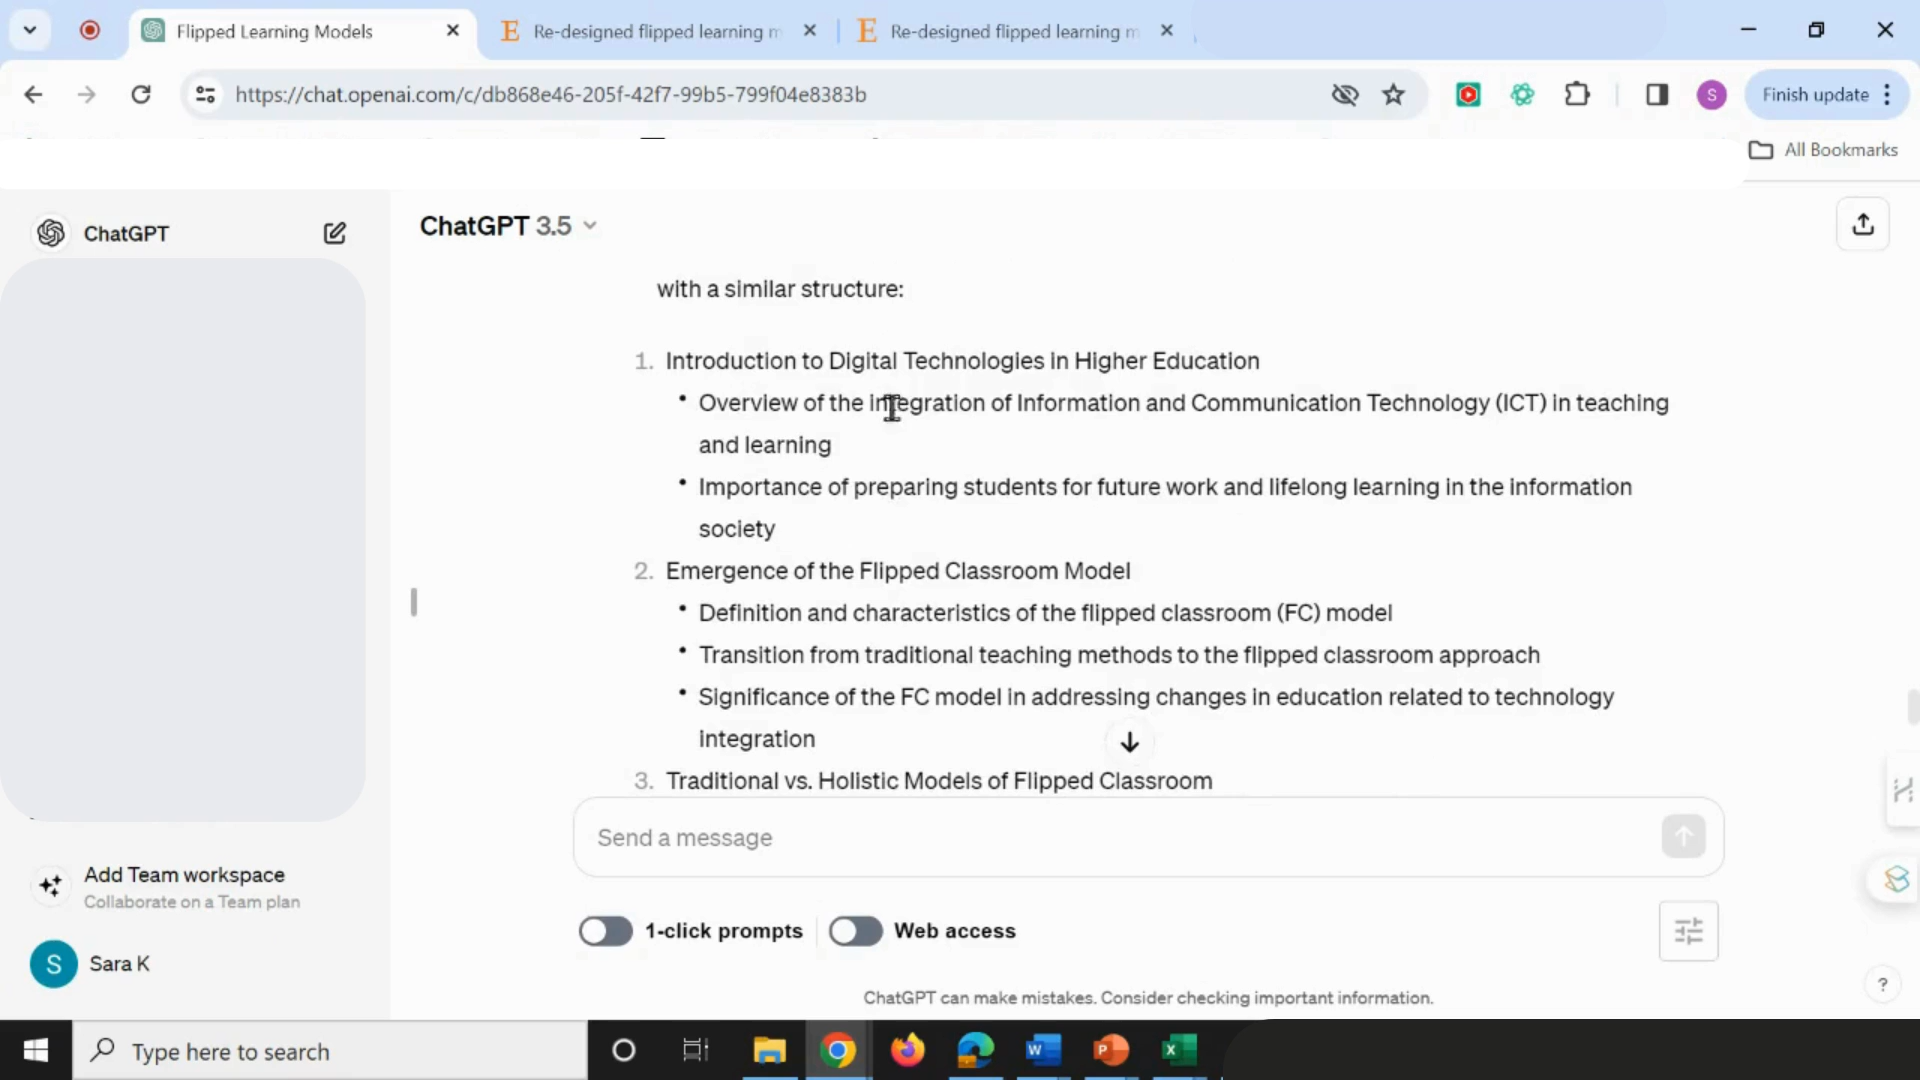 Flipped Learning Models
Re-designed flipped learning m
Re-designed flipped learning m
https://chat.openai.com/c/db868e46-205f-42f7-99b5-799f04e8383b
S
Finish update
All Bookmarks
ChatGPT
ChatGPT 3.5
with a similar structure:
1. Introduction to Digital Technologies in Higher Education
• Overview of the integration of Information and Communication Technology (ICT) in teaching
and learning
• Importance of preparing students for future work and lifelong learning in the information
society
2. Emergence of the Flipped Classroom Model
• Definition and characteristics of the flipped classroom (FC) model
• Transition from traditional teaching methods to the flipped classroom approach
• Significance of the FC model in addressing changes in education related to technology
integration
3. Traditional vs. Holistic Models of Flipped Classroom
Send a message
Add Team workspace
Collaborate on a Team plan
1-click prompts
Web access
S
Sara K
ChatGPT can make mistakes. Consider checking important information.
?
Type here to search